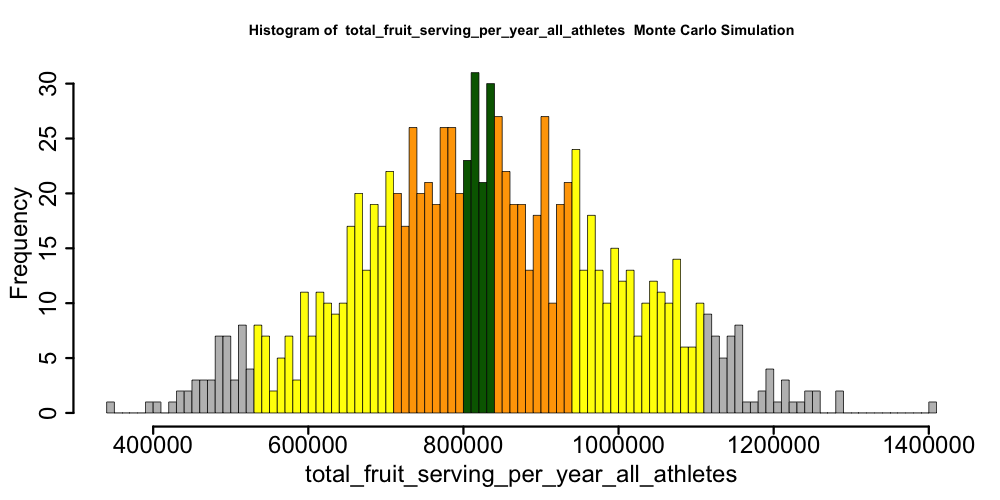 Histogram of  total_fruit_serving_per_year_all_athletes  Monte Carlo Simulation
30
25
20
15
10
5
0
Frequency
400000 600000 800000 1000000 1200000 1400000
total_fruit_serving_per_year_all_athletes